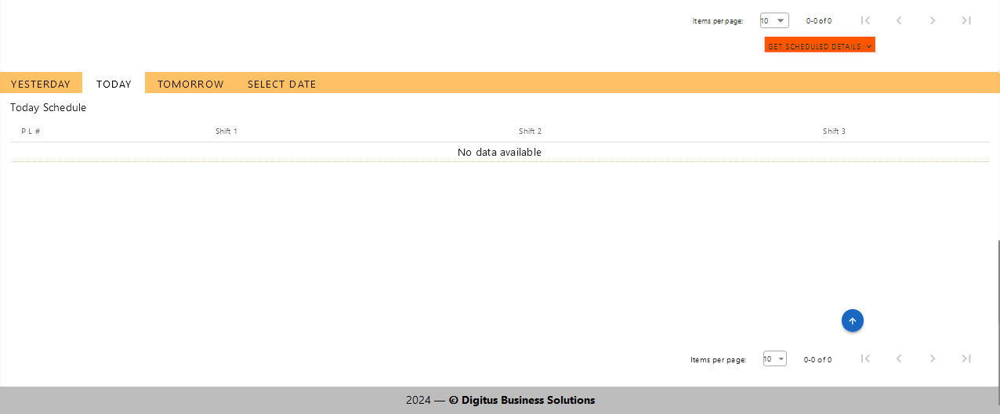 Items per page: 10 0-0 of 0
GET SCHEDULED DETAILS
YESTERDAY TODAY TOMORROW SELECT DATE
Today Schedule
P L # Shift 1 Shift 2 Shift 3
No data available
Items per page: 10 0-0 of 0
2024 — © Digitus Business Solutions